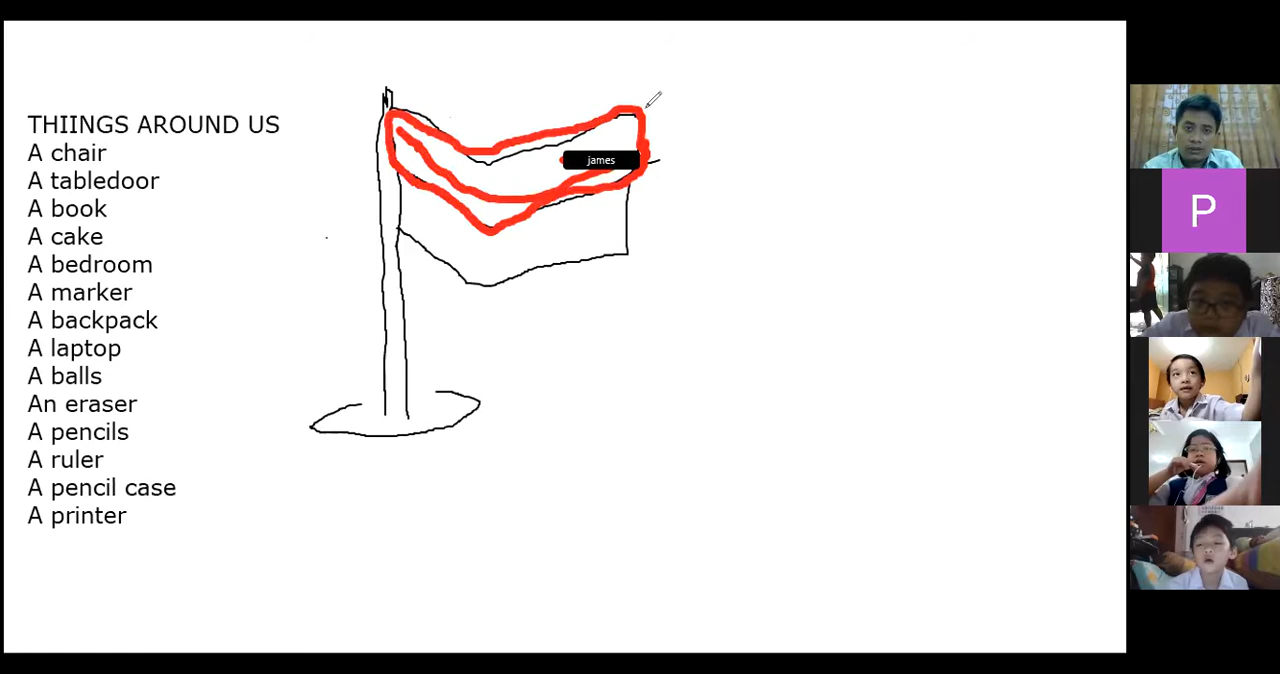 THIINGS AROUND US
A chair
A tabledoor
A book
A cake
A bedroom
A marker
A backpack
A laptop
A balls
An eraser
A pencils
A ruler
A pencil case
A printer
james
P